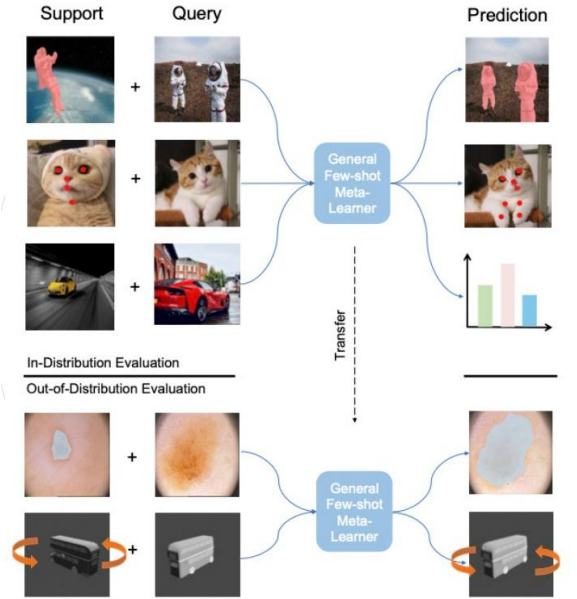 Support
Query
Prediction
+
+
General
Few-shot
Meta-
Learner
+
Transfer
In-Distribution Evaluation
Out-of-Distribution Evaluation
+
General
Few-shot
Meta-
Learner
+